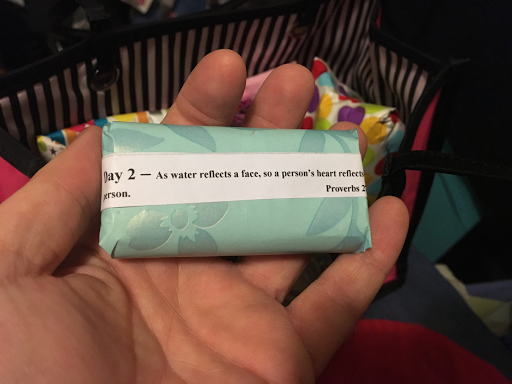 Day 2 — As water reflects a face, so a person's heart reflects
person.
Proverbs 2